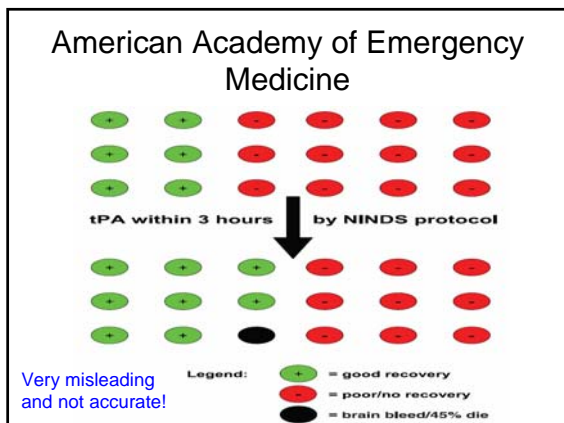 American Academy of Emergency
Medicine
+ + - - - -
+ + - - - -
+ + - - - -
tPA within 3 hours by NINDS protocol
+ + + - - -
+ + + - - -
+ + - - -
Very misleading
and not accurate!
Legend: + = good recovery
- = poor/no recovery
= brain bleed/45% die